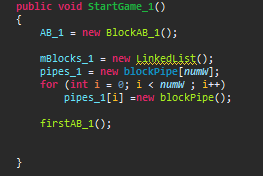 public void StartGame_1()
{
AB_1 = new BlockAB_1();
mBlocks_1 = new LinkedList();
pipes_1 = new blockPipe[numW];
for (int i = 0; i < numW ; i++)
pipes_1[i] =new blockPipe();
firstAB_1();
}